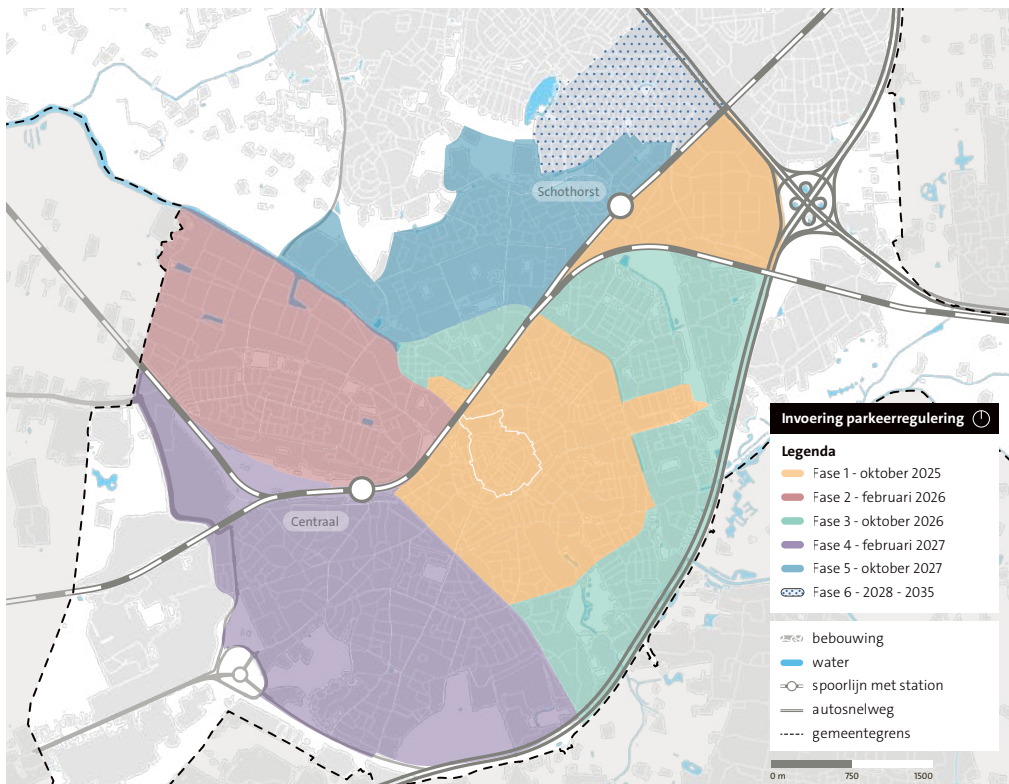 Schothorst
Centraal
Invoering parkeerregulering
Legenda
Fase 1 - oktober 2025
Fase 2 - februari 2026
Fase 3 - oktober 2026
Fase 4 - februari 2027
Fase 5 - oktober 2027
Fase 6 - 2028 - 2035
bebouwing
water
spoorlijn met station
autosnelweg
gemeentegrens
0 m 750 1500